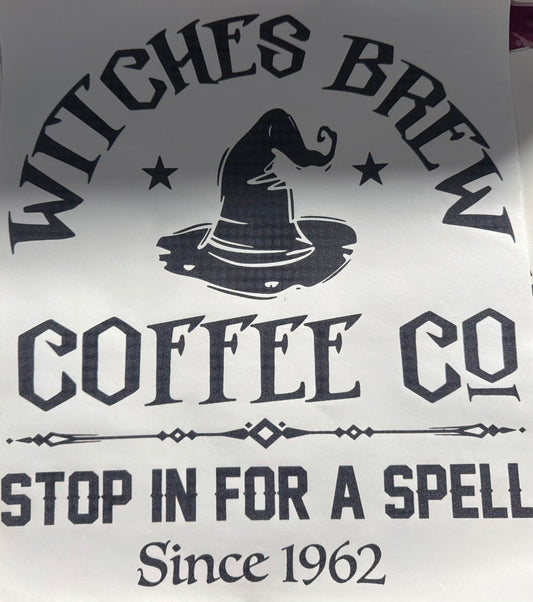 WITCHES BREW
COFFEE CO
STOP IN FOR A SPELL
Since 1962